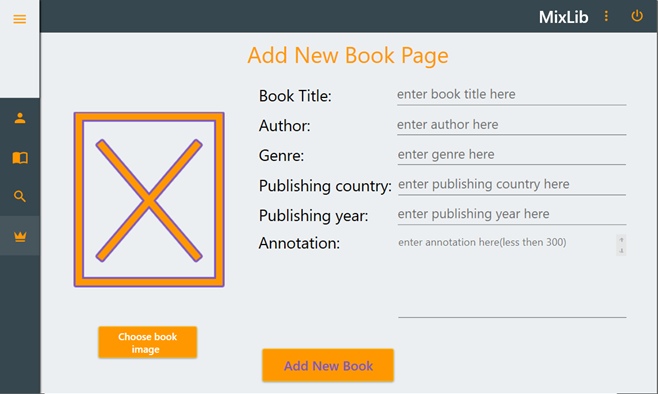 MixLib
Add New Book Page
Book Title: enter book title here
Author: enter author here
Genre: enter genre here
Publishing country: enter publishing country here
Publishing year: enter publishing year here
Annotation: enter annotation here(less then 300)
Choose book
image
Add New Book